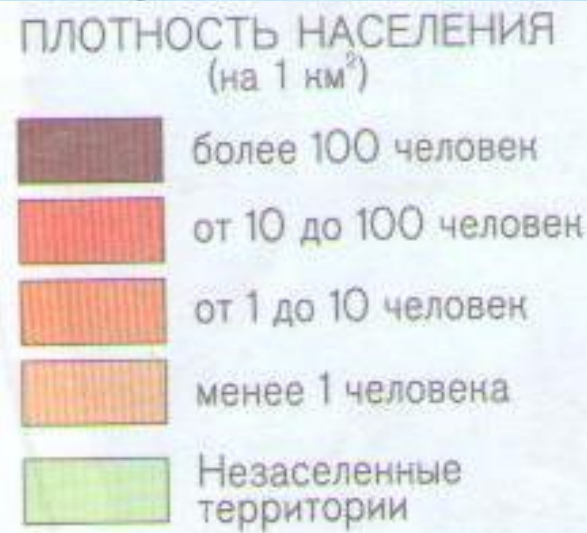 ПЛОТНОСТЬ НАСЕЛЕНИЯ
(на 1 км²)
более 100 человек
от 10 до 100 человек
от 1 до 10 человек
менее 1 человека
Незаселенные
территории